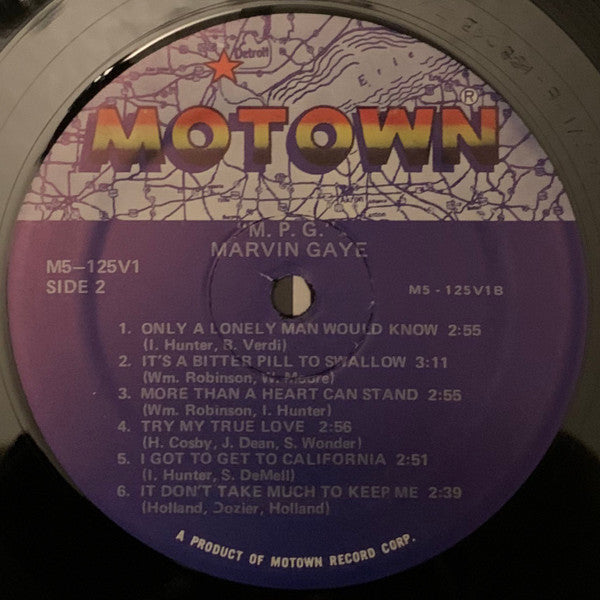 Detroit
Erie
MOTOWN®
Akron
"M. P. G."
MARVIN GAYE
M5–125V1
SIDE 2
M5 - 125V1B
1. ONLY A LONELY MAN WOULD KNOW 2:55
(I. Hunter, B. Verdi)
2. IT'S A BITTER PILL TO SWALLOW 3:11
(Wm. Robinson, W. Moore)
3. MORE THAN A HEART CAN STAND 2:55
(Wm. Robinson, I. Hunter)
4. TRY MY TRUE LOVE 2:56
(H. Cosby, J. Dean, S. Wonder)
5. I GOT TO GET TO CALIFORNIA 2:51
(I. Hunter, S. DeMell)
6. IT DON'T TAKE MUCH TO KEEP ME 2:39
(Holland, Dozier, Holland)
A PRODUCT OF MOTOWN RECORD CORP.